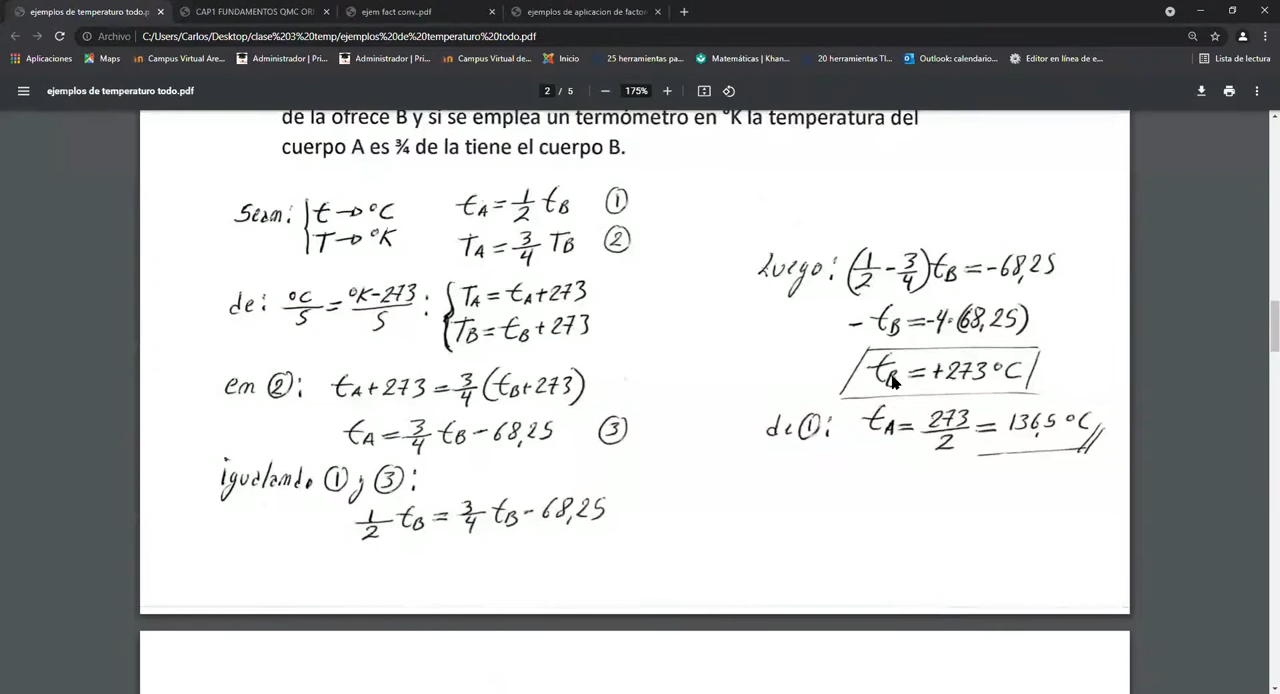 ejemplos de temperaturo todo.p
CAP1 FUNDAMENTOS QMC OR
ejem fact conv..pdf
ejemplos de aplicacion de factor
Archivo
C:/Users/Carlos/Desktop/clase%203%20temp/ejemplos%20de%20temperaturo%20todo.pdf
Aplicaciones
Maps
Campus Virtual Are...
Administrador | Pri...
Administrador | Pri...
Campus Virtual de...
Inicio
25 herramientas pa...
Matemáticas | Khan...
20 herramientas TI...
Outlook: calendario...
Editor en línea de e...
Lista de lectura
ejemplos de temperaturo todo.pdf
2 / 5
175%
de la ofrece B y si se emplea un termómetro en °K la temperatura del
cuerpo A es ¾ de la tiene el cuerpo B.
Sean: t → °C
T → °K
tA = 1/2 tB ①
TA = 3/4 TB ②
de: °C/5 = °K-273/5 : { TA = tA + 273
TB = tB + 273
en ②: tA + 273 = 3/4 (tB + 273)
tA = 3/4 tB - 68,25 ③
igualando ① y ③:
1/2 tB = 3/4 tB - 68,25
Luego: (1/2 - 3/4) tB = -68,25
- tB = -4·(68,25)
tB = +273 °C
de ①: tA = 273/2 = 136,5 °C